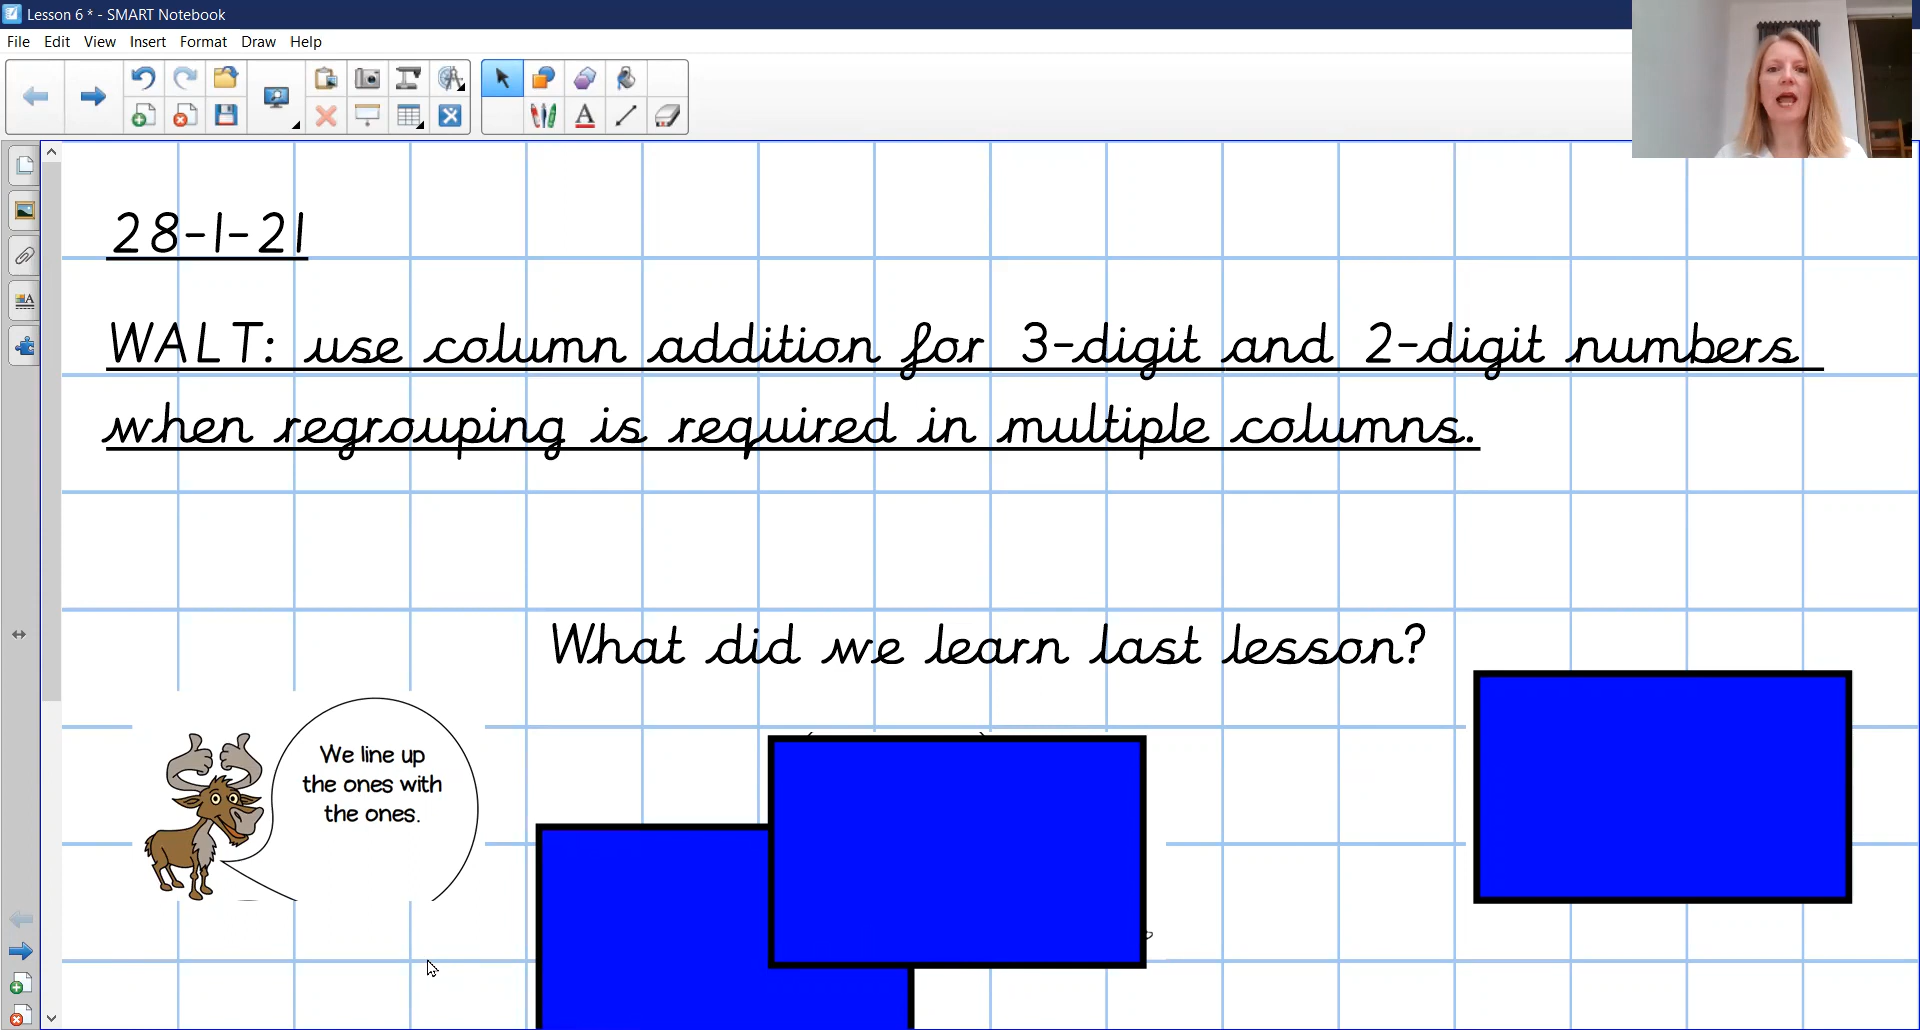 Lesson 6 * - SMART Notebook
File Edit View Insert Format Draw Help
28-1-21
WALT: use column addition for 3-digit and 2-digit numbers
when regrouping is required in multiple columns.
What did we learn last lesson?
We line up
the ones with
the ones.